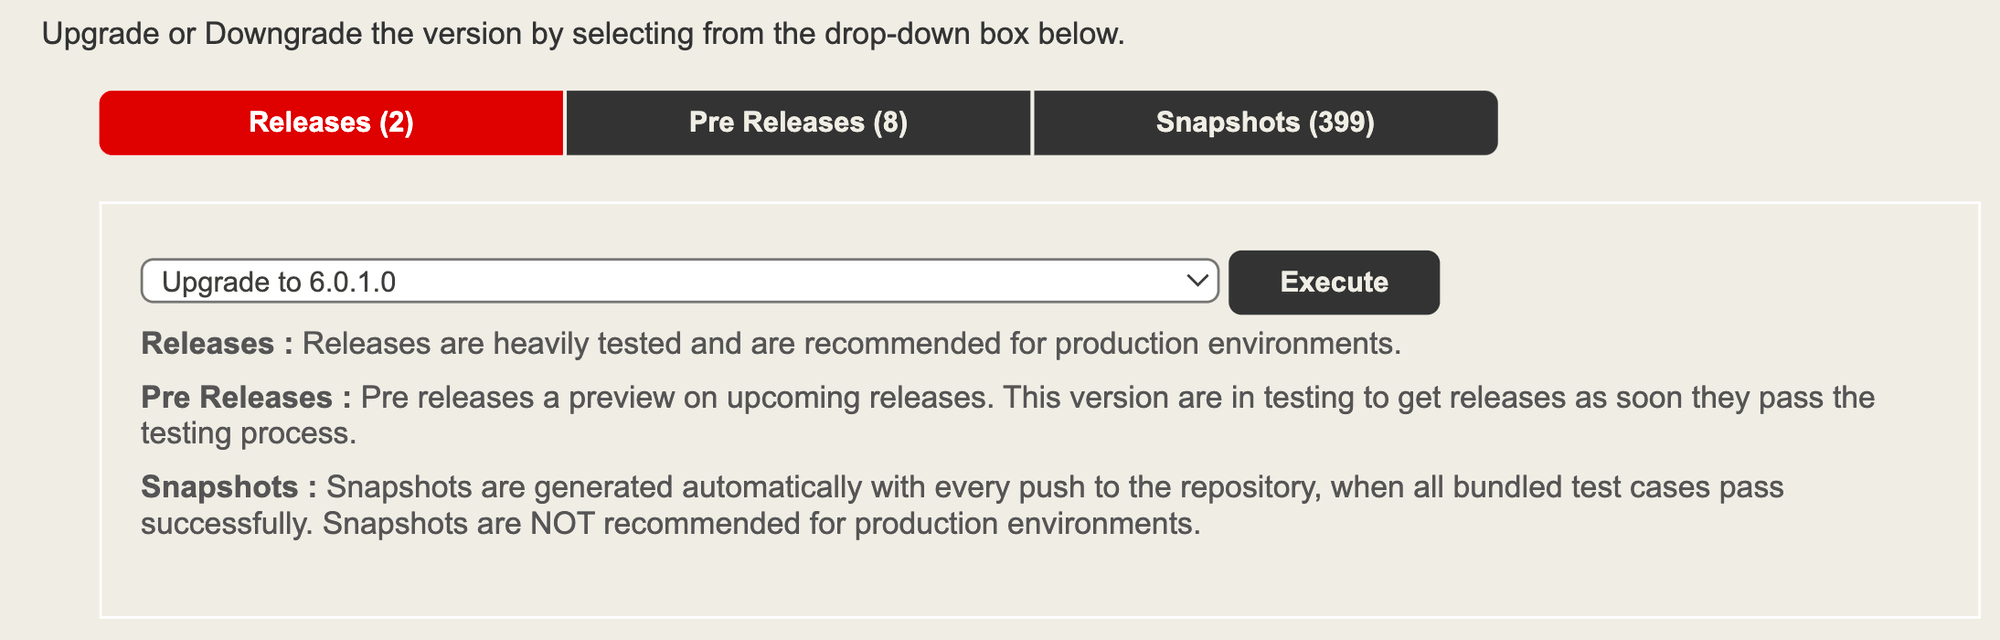 Upgrade or Downgrade the version by selecting from the drop-down box below.
Releases (2)
Pre Releases (8)
Snapshots (399)
Upgrade to 6.0.1.0
Execute
Releases : Releases are heavily tested and are recommended for production environments.
Pre Releases : Pre releases a preview on upcoming releases. This version are in testing to get releases as soon they pass the
testing process.
Snapshots : Snapshots are generated automatically with every push to the repository, when all bundled test cases pass
successfully. Snapshots are NOT recommended for production environments.